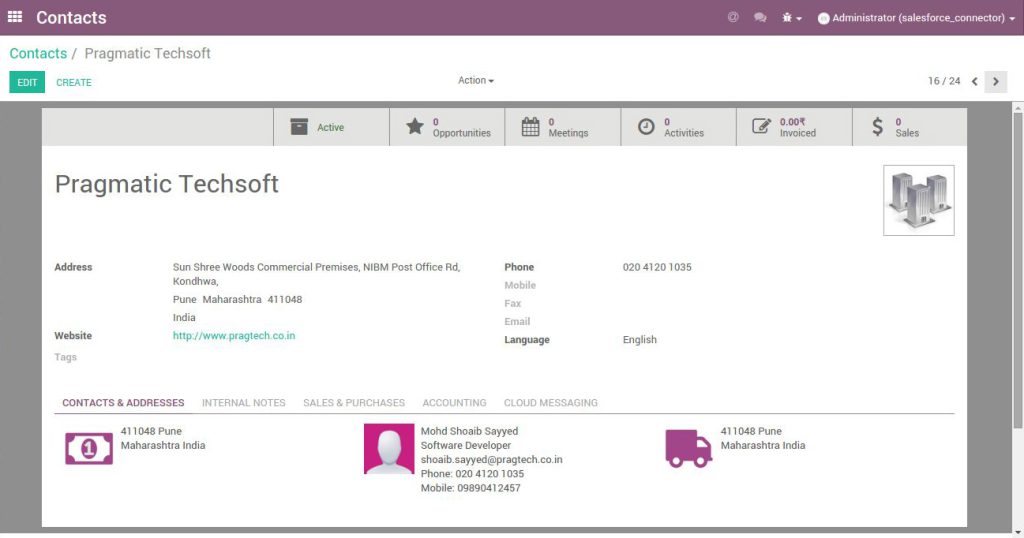 Contacts
Administrator (salesforce_connector)
Contacts / Pragmatic Techsoft
EDIT CREATE
Action
16 / 24
Active
0
Opportunities
0
Meetings
0
Activities
0.00₹
Invoiced
0
Sales
Pragmatic Techsoft
Address
Sun Shree Woods Commercial Premises, NIBM Post Office Rd,
Kondhwa,
Pune Maharashtra 411048
India
Website
http://www.pragtech.co.in
Tags
Phone
020 4120 1035
Mobile
Fax
Email
Language
English
CONTACTS & ADDRESSES INTERNAL NOTES SALES & PURCHASES ACCOUNTING CLOUD MESSAGING
1
411048 Pune
Maharashtra India
Mohd Shoaib Sayyed
Software Developer
shoaib.sayyed@pragtech.co.in
Phone: 020 4120 1035
Mobile: 09890412457
411048 Pune
Maharashtra India